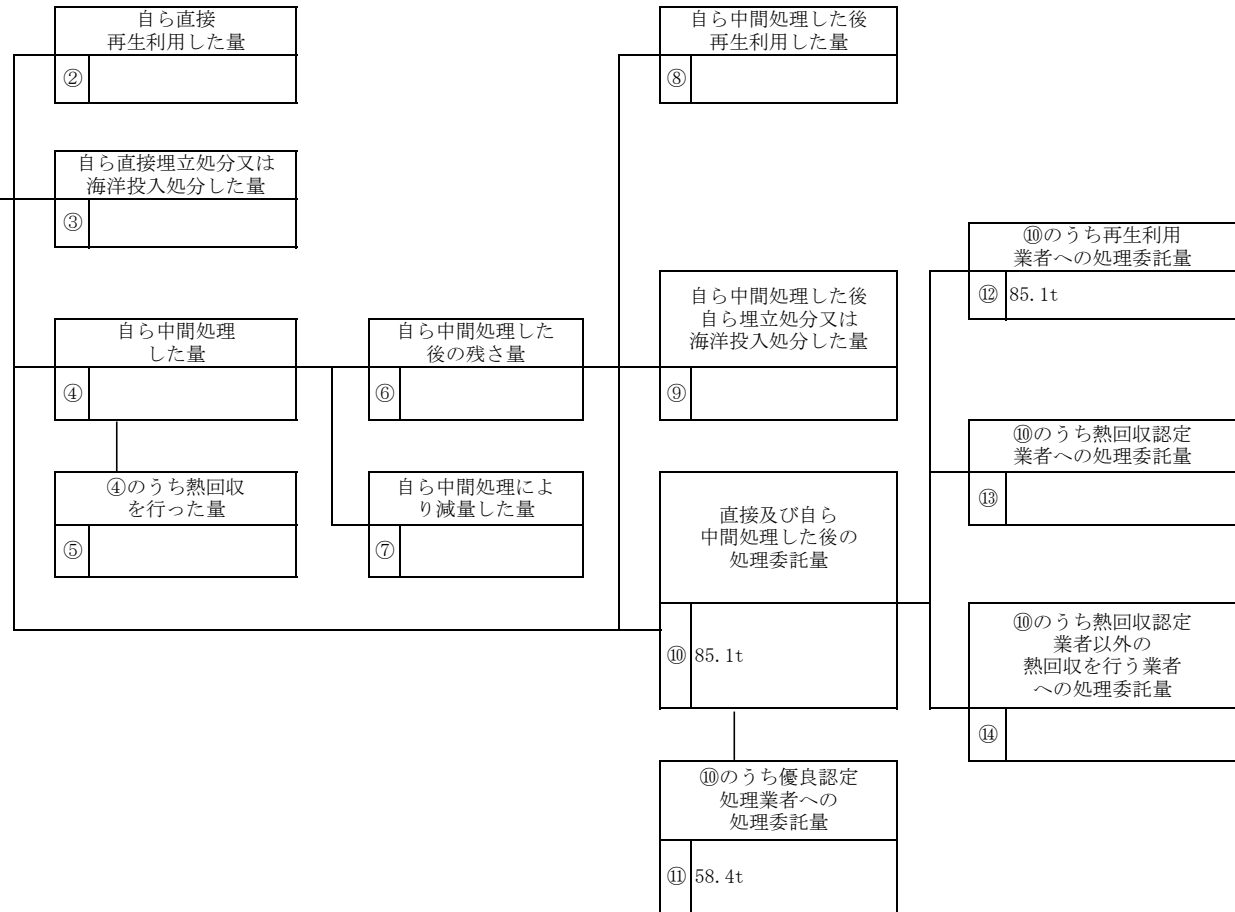 自ら直接
再生利用した量
②
自ら中間処理した後
再生利用した量
⑧
自ら直接埋立処分又は
海洋投入処分した量
③
⑩のうち再生利用
業者への処理委託量
⑫ 85.1t
自ら中間処理
した量
④
自ら中間処理した
後の残さ量
⑥
自ら中間処理した後
自ら埋立処分又は
海洋投入処分した量
⑨
⑩のうち熱回収認定
業者への処理委託量
⑬
④のうち熱回収
を行った量
⑤
自ら中間処理によ
り減量した量
⑦
直接及び自ら
中間処理した後の
処理委託量
⑩ 85.1t
⑩のうち熱回収認定
業者以外の
熱回収を行う業者
への処理委託量
⑭
⑩のうち優良認定
処理業者への
処理委託量
⑪ 58.4t